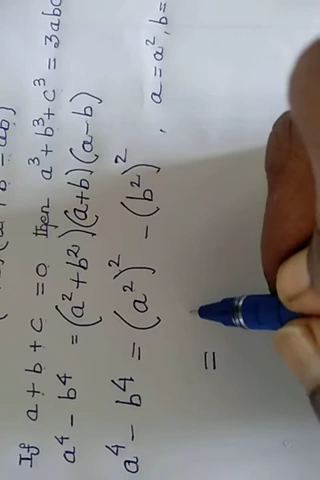 If a + b + c = 0 then a³ + b³ + c³ = 3abc
a⁴ - b⁴ = (a² + b²)(a+b)(a-b)
a⁴ - b⁴ = (a²)² - (b²)² , a = a², b =
=